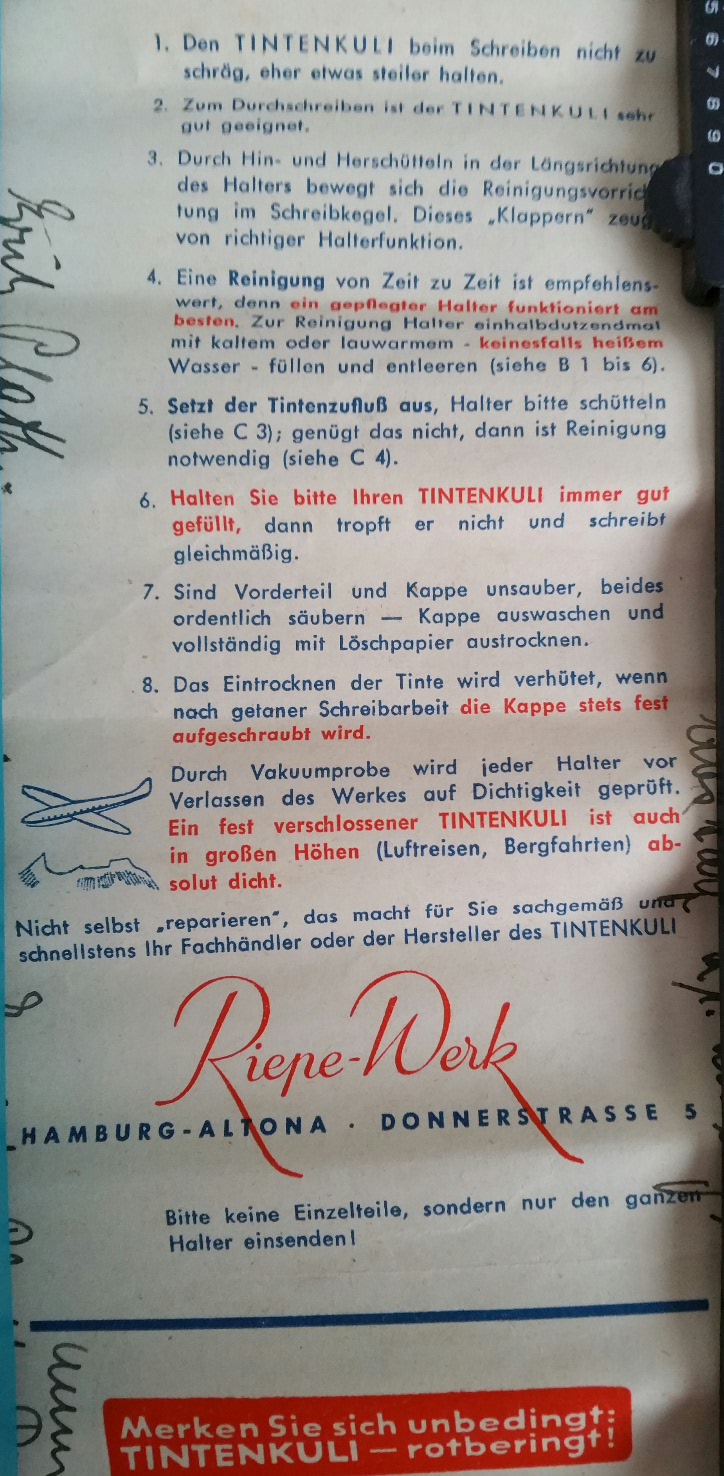 1. Den TINTENKULI beim Schreiben nicht zu
schräg, eher etwas steiler halten.
2. Zum Durchschreiben ist der TINTENKULI sehr
gut geeignet.
3. Durch Hin- und Herschütteln in der Längsrichtung
des Halters bewegt sich die Reinigungsvorrich
tung im Schreibkegel. Dieses „Klappern“ zeug
von richtiger Halterfunktion.
4. Eine Reinigung von Zeit zu Zeit ist empfehlens-
wert, denn ein gepflegter Halter funktioniert am
besten. Zur Reinigung Halter einhalbdutzendmal
mit kaltem oder lauwarmem - keinesfalls heißem
Wasser - füllen und entleeren (siehe B 1 bis 6).
5. Setzt der Tintenzufluß aus, Halter bitte schütteln
(siehe C 3); genügt das nicht, dann ist Reinigung
notwendig (siehe C 4).
6. Halten Sie bitte Ihren TINTENKULI immer gut
gefüllt, dann tropft er nicht und schreibt
gleichmäßig.
7. Sind Vorderteil und Kappe unsauber, beides
ordentlich säubern — Kappe auswaschen und
vollständig mit Löschpapier austrocknen.
8. Das Eintrocknen der Tinte wird verhütet, wenn
nach getaner Schreibarbeit die Kappe stets fest
aufgeschraubt wird.
Durch Vakuumprobe wird jeder Halter vor
Verlassen des Werkes auf Dichtigkeit geprüft.
Ein fest verschlossener TINTENKULI ist auch
in großen Höhen (Luftreisen, Bergfahrten) ab-
solut dicht.
Nicht selbst „reparieren“, das macht für Sie sachgemäß und
schnellstens Ihr Fachhändler oder der Hersteller des TINTENKULI
Riepe-Werk
HAMBURG-ALTONA · DONNERSTRASSE 5
Bitte keine Einzelteile, sondern nur den ganzen
Halter einsenden!
Merken Sie sich unbedingt:
TINTENKULI — rotberingt!
5 6 7 8 9 0